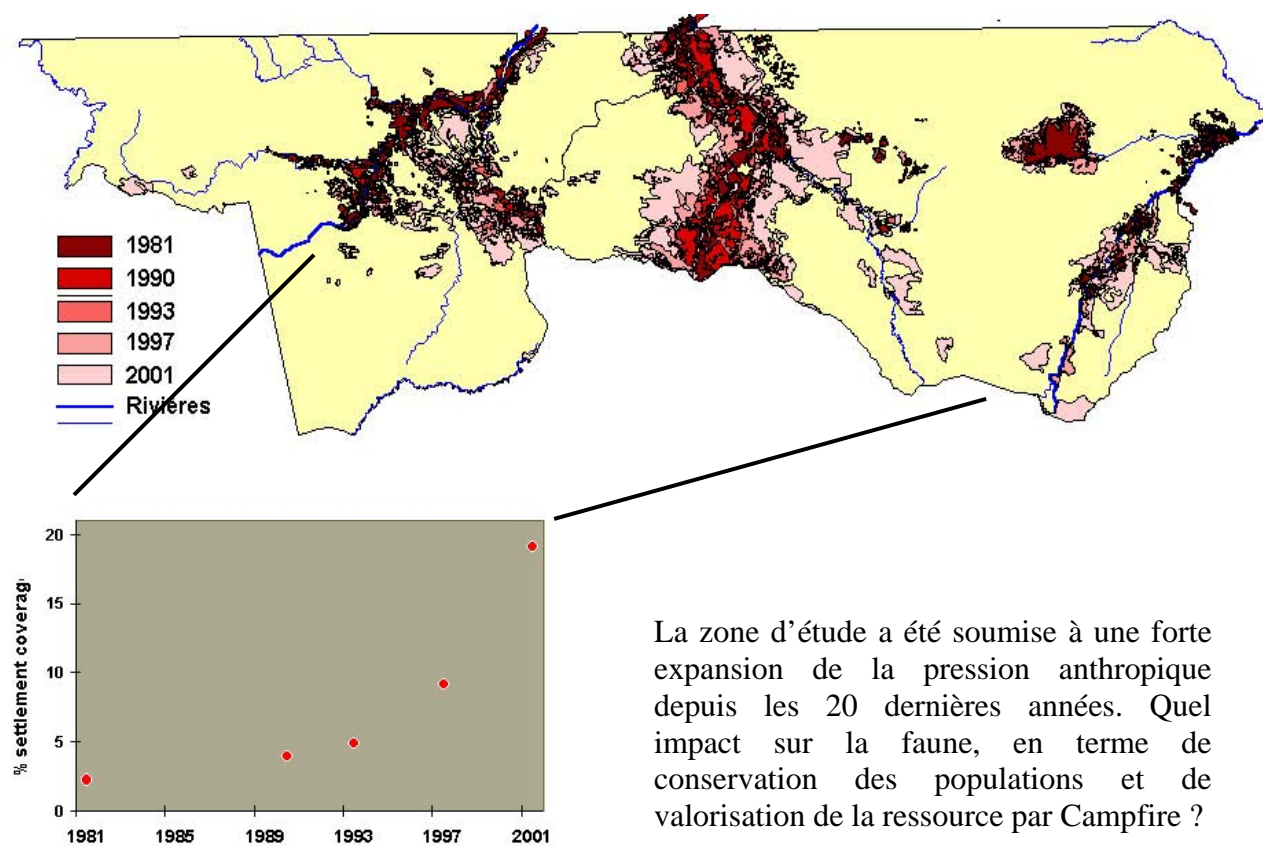 1981
1990
1993
1997
2001
Rivières
% settlement coverag
20
15
10
5
0
1981 1985 1989 1993 1997 2001
La zone d’étude a été soumise à une forte
expansion de la pression anthropique
depuis les 20 dernières années. Quel
impact sur la faune, en terme de
conservation des populations et de
valorisation de la ressource par Campfire ?